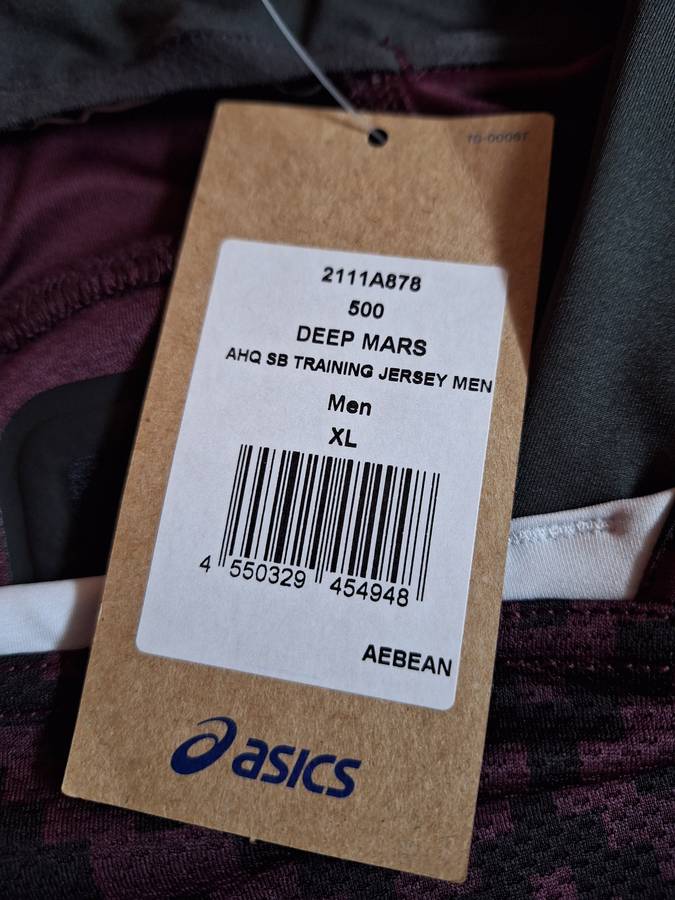 2111A878
500
DEEP MARS
AHQ SB TRAINING JERSEY MEN
Men
XL
4 550329 454948
AEBEAN
asics